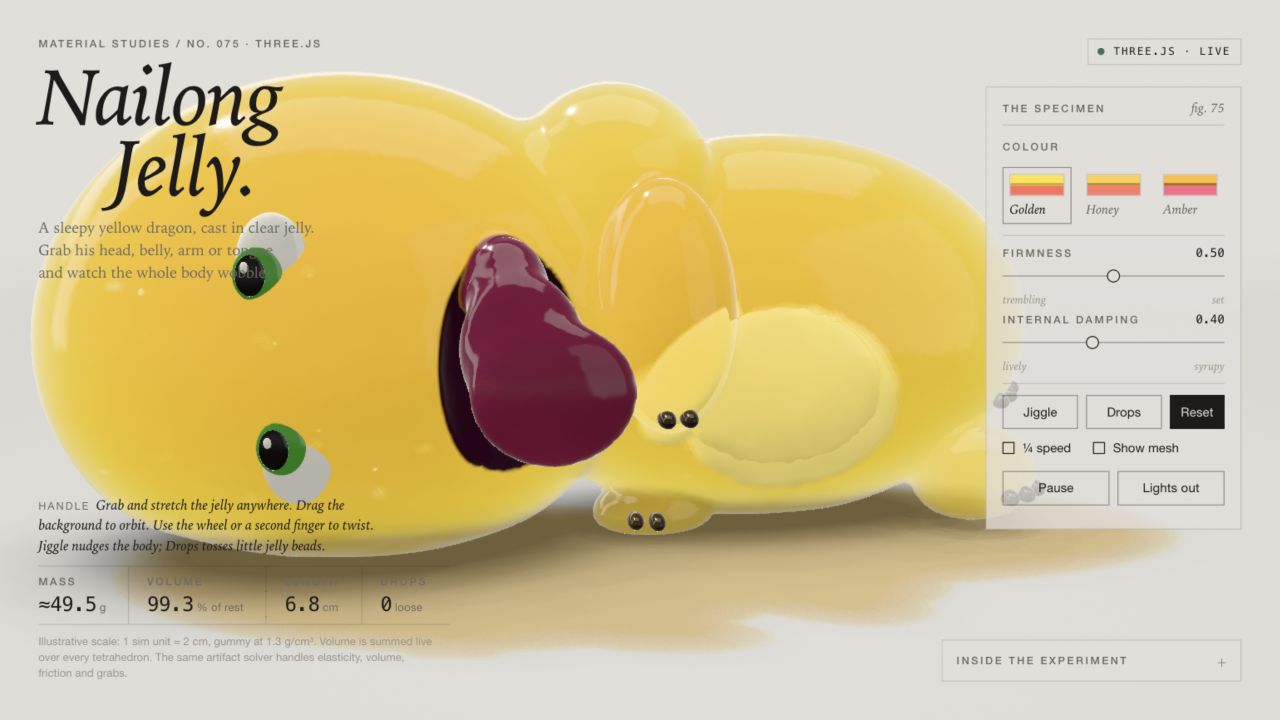 MATERIAL STUDIES / NO. 075 · THREE.JS
Nailong
Jelly.
A sleepy yellow dragon, cast in clear jelly.
Grab his head, belly, arm or tongue
and watch the whole body wobble.
THREE.JS · LIVE
THE SPECIMEN
fig. 75
COLOUR
Golden
Honey
Amber
FIRMNESS
0.50
trembling
set
INTERNAL DAMPING
0.40
lively
syrupy
Jiggle
Drops
Reset
¼ speed
Show mesh
Pause
Lights out
HANDLE Grab and stretch the jelly anywhere. Drag the
background to orbit. Use the wheel or a second finger to twist.
Jiggle nudges the body; Drops tosses little jelly beads.
MASS
≈49.5 g
VOLUME
99.3 % of rest
LENGTH
6.8 cm
DROPS
0 loose
Illustrative scale: 1 sim unit = 2 cm, gummy at 1.3 g/cm³. Volume is summed live
over every tetrahedron. The same artifact solver handles elasticity, volume,
friction and grabs.
INSIDE THE EXPERIMENT
+